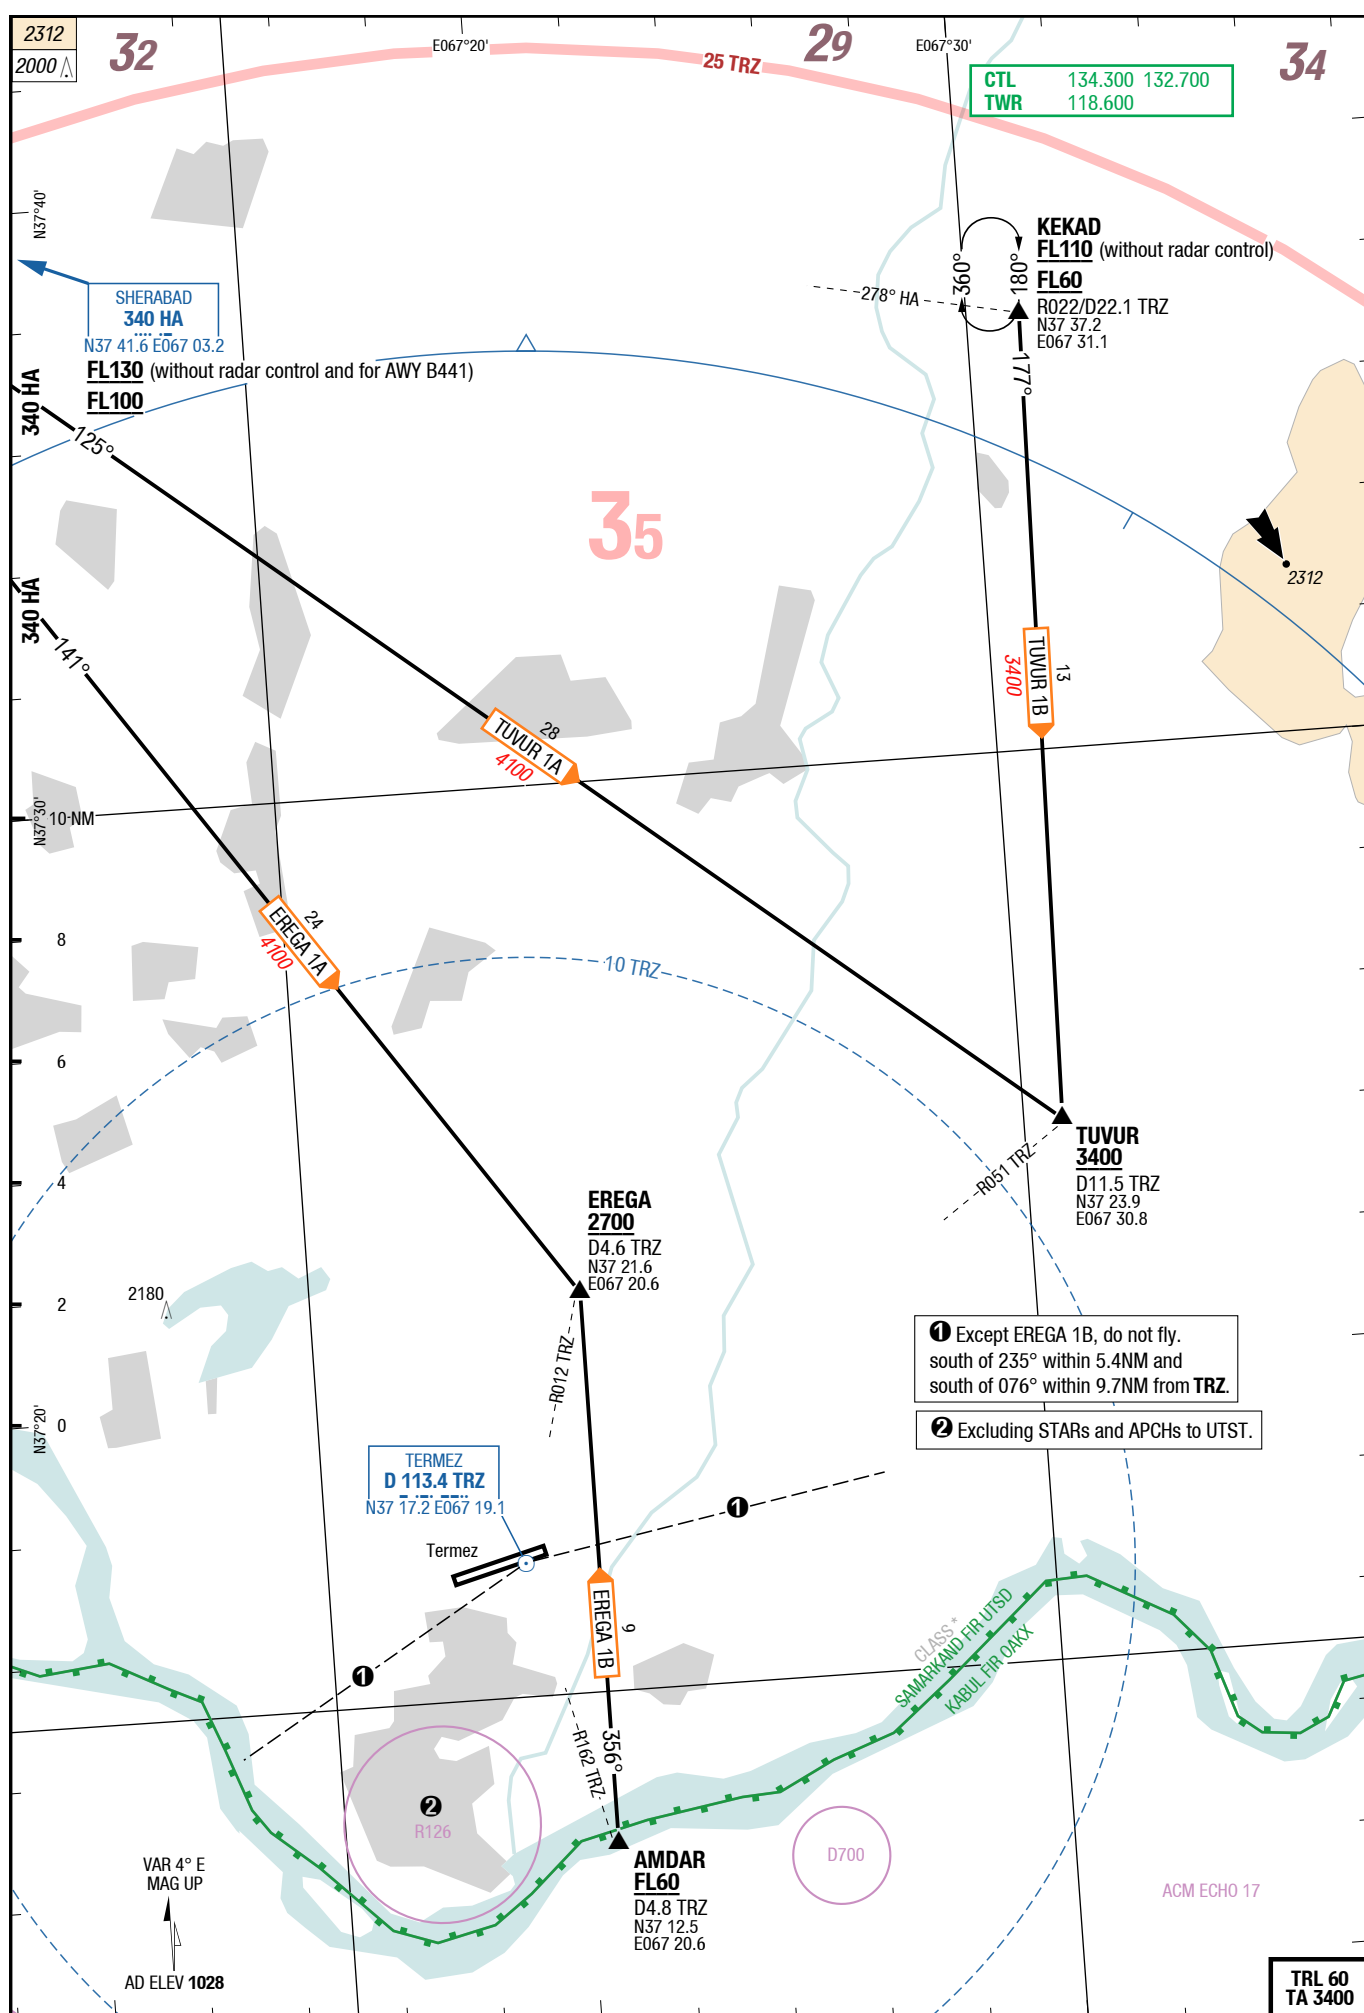 2312
2000
32
29
34
E067°20'
E067°30'
25 TRZ
CTL 134.300 132.700
TWR 118.600
N37°40'
SHERABAD
340 HA
N37 41.6 E067 03.2
FL130 (without radar control and for AWY B441)
FL100
KEKAD
FL110 (without radar control)
FL60
R022/D22.1 TRZ
N37 37.2
E067 31.1
360°
180°
278° HA
177°
340 HA
125°
35
2312
340 HA
141°
TUVUR 1B
13
3400
TUVUR 1A
28
4100
N37°30'
10 NM
8
6
4
2
0
EREGA 1A
24
4100
10 TRZ
TUVUR
3400
D11.5 TRZ
N37 23.9
E067 30.8
R051 TRZ
EREGA
2700
D4.6 TRZ
N37 21.6
E067 20.6
R012 TRZ
2180
1 Except EREGA 1B, do not fly.
south of 235° within 5.4NM and
south of 076° within 9.7NM from TRZ.
2 Excluding STARs and APCHs to UTST.
N37°20'
TERMEZ
D 113.4 TRZ
N37 17.2 E067 19.1
Termez
1
1
EREGA 1B
9
356°
R162 TRZ
CLASS *
SAMARKAND FIR UTSD
KABUL FIR OAKX
2
R126
D700
AMDAR
FL60
D4.8 TRZ
N37 12.5
E067 20.6
VAR 4° E
MAG UP
AD ELEV 1028
ACM ECHO 17
TRL 60
TA 3400